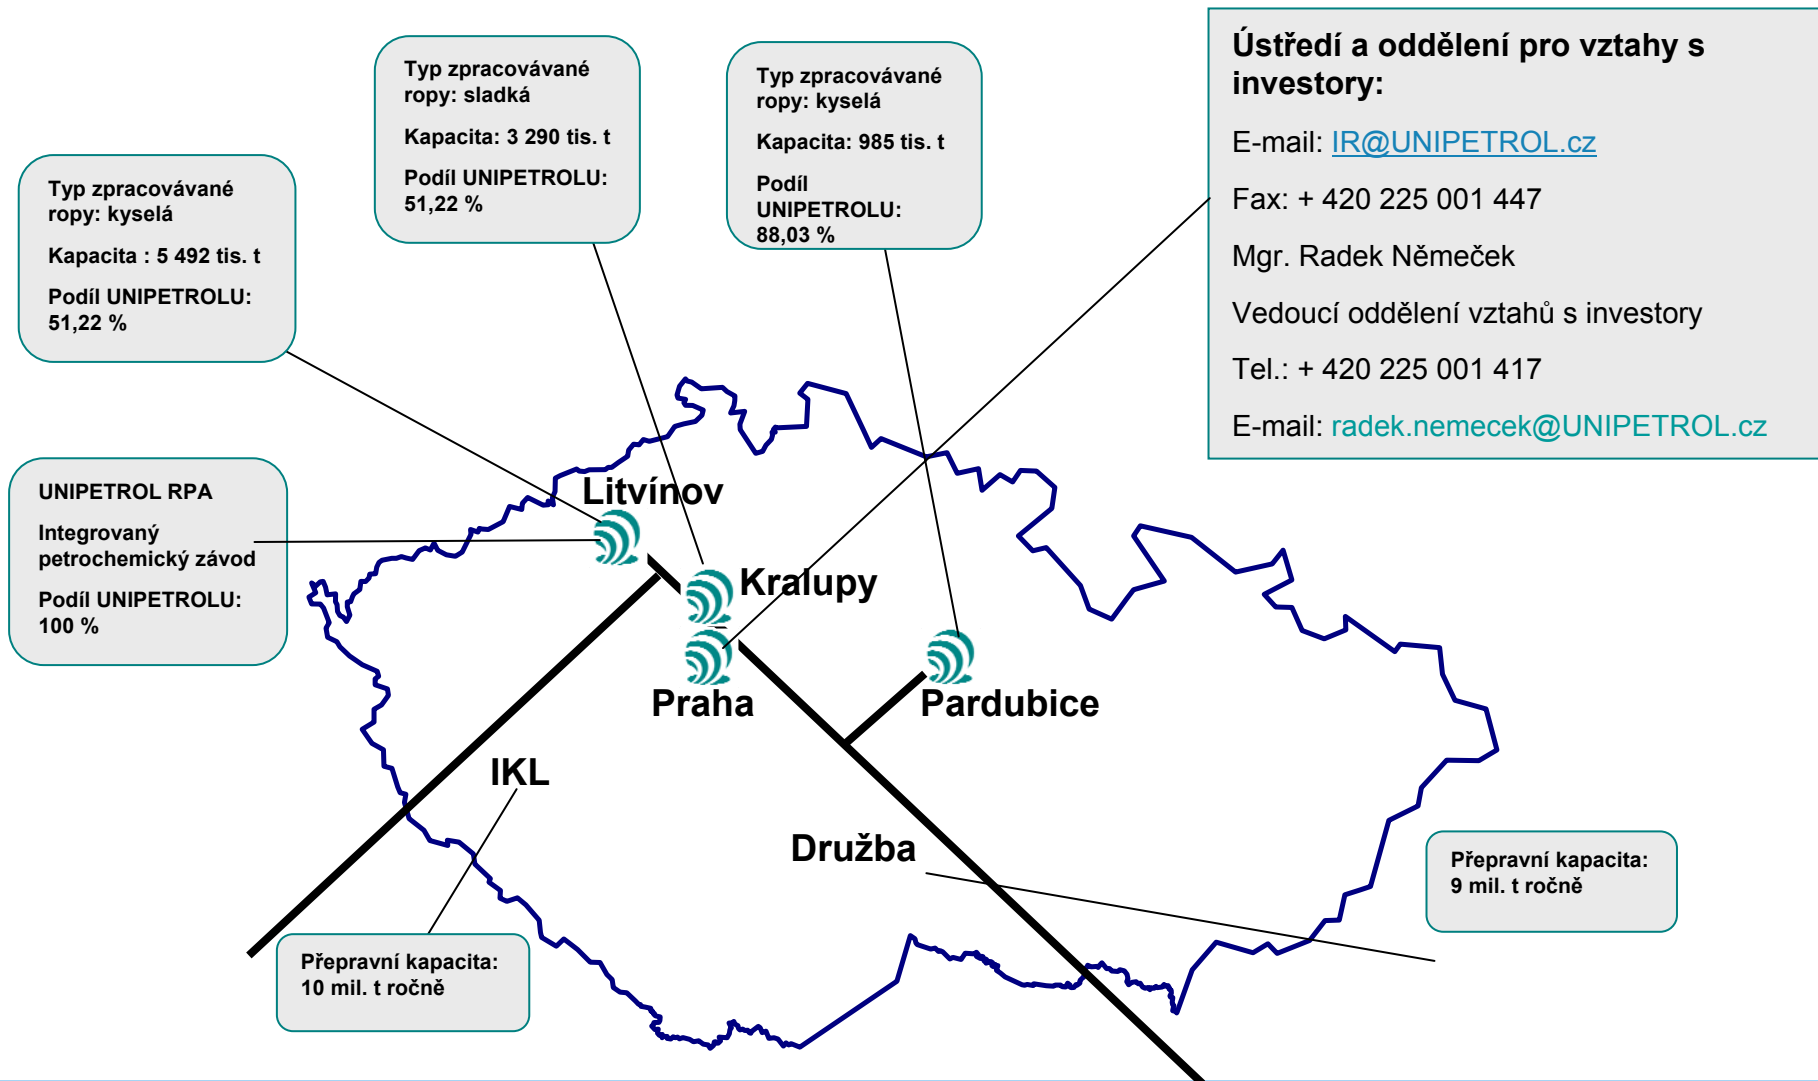 Typ zpracovávané
ropy: sladká
Kapacita: 3 290 tis. t
Podíl UNIPETROLU:
51,22 %
Typ zpracovávané
ropy: kyselá
Kapacita: 985 tis. t
Podíl
UNIPETROLU:
88,03 %
Ústředí a oddělení pro vztahy s
investory:
E-mail: IR@UNIPETROL.cz
Fax: + 420 225 001 447
Mgr. Radek Němeček
Vedoucí oddělení vztahů s investory
Tel.: + 420 225 001 417
E-mail: radek.nemecek@UNIPETROL.cz
Typ zpracovávané
ropy: kyselá
Kapacita : 5 492 tis. t
Podíl UNIPETROLU:
51,22 %
UNIPETROL RPA
Integrovaný
petrochemický závod
Podíl UNIPETROLU:
100 %
Litvínov
Kralupy
Praha
Pardubice
IKL
Družba
Přepravní kapacita:
9 mil. t ročně
Přepravní kapacita:
10 mil. t ročně